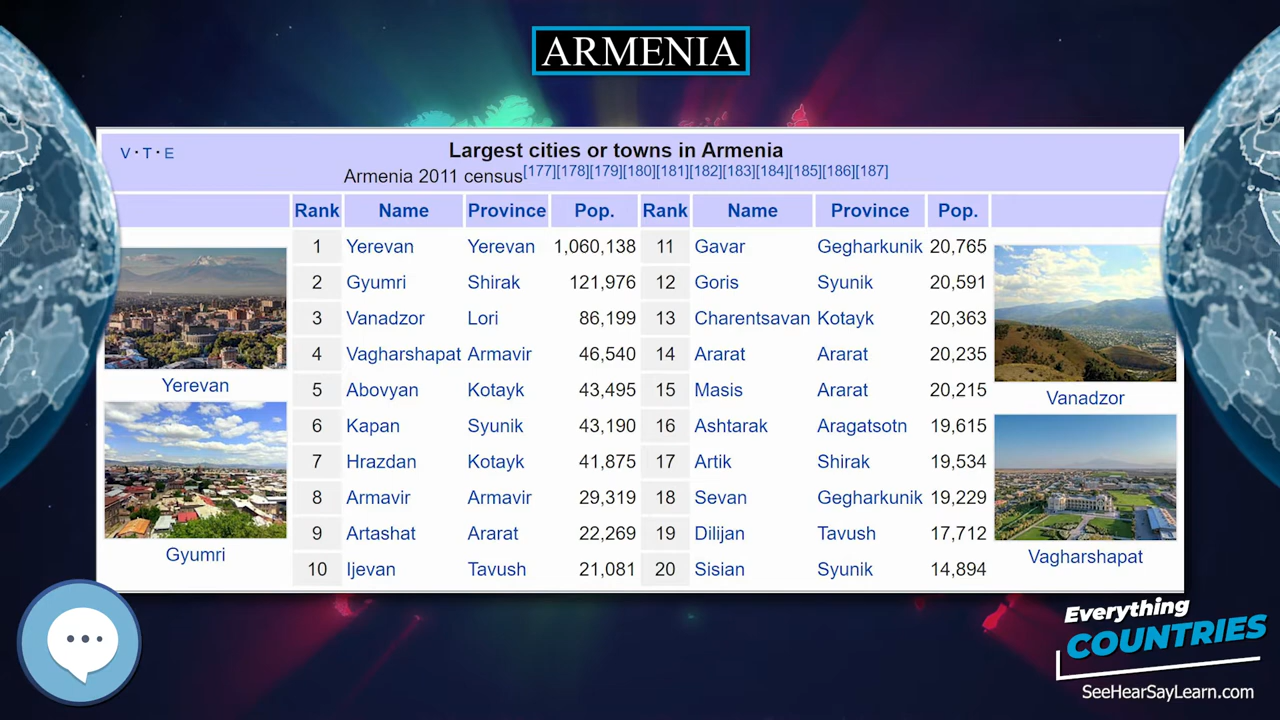 ARMENIA
V · T · E
Largest cities or towns in Armenia
Armenia 2011 census[177][178][179][180][181][182][183][184][185][186][187]
Rank Name Province Pop. Rank Name Province Pop.
1 Yerevan Yerevan 1,060,138 11 Gavar Gegharkunik 20,765
2 Gyumri Shirak 121,976 12 Goris Syunik 20,591
3 Vanadzor Lori 86,199 13 Charentsavan Kotayk 20,363
4 Vagharshapat Armavir 46,540 14 Ararat Ararat 20,235
5 Abovyan Kotayk 43,495 15 Masis Ararat 20,215
6 Kapan Syunik 43,190 16 Ashtarak Aragatsotn 19,615
7 Hrazdan Kotayk 41,875 17 Artik Shirak 19,534
8 Armavir Armavir 29,319 18 Sevan Gegharkunik 19,229
9 Artashat Ararat 22,269 19 Dilijan Tavush 17,712
10 Ijevan Tavush 21,081 20 Sisian Syunik 14,894
Yerevan
Gyumri
Vanadzor
Vagharshapat
Everything
COUNTRIES
SeeHearSayLearn.com